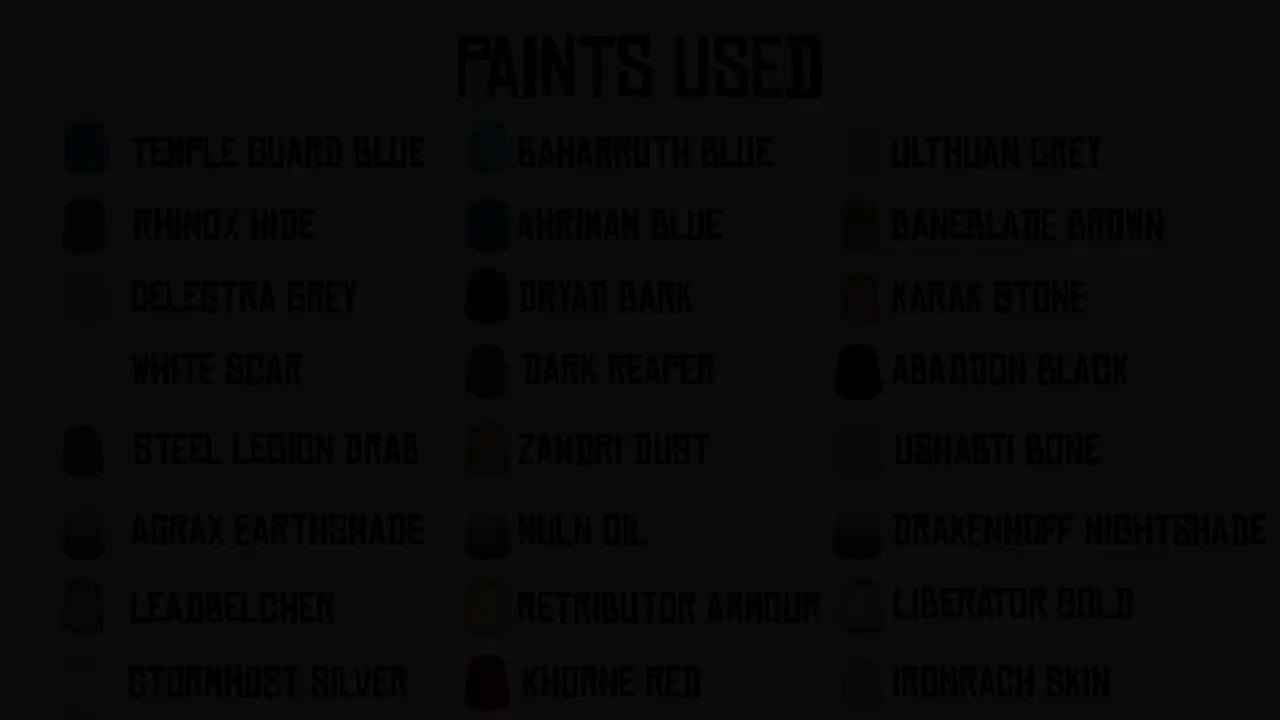 PAINTS USED
TEMPLE GUARD BLUE BAHARROTH BLUE ULTHUAN GREY
RHINOX HIDE AHRIMAN BLUE BANEBLADE BROWN
CELESTRA GREY DRYAD BARK KARAK STONE
WHITE SCAR DARK REAPER ABADDON BLACK
STEEL LEGION DRAB ZANDRI DUST USHABTI BONE
AGRAX EARTHSHADE NULN OIL DRAKENHOFF NIGHTSHADE
LEADBELCHER RETRIBUTOR ARMOUR LIBERATOR GOLD
STORMHOST SILVER KHORNE RED IRONRACH SKIN